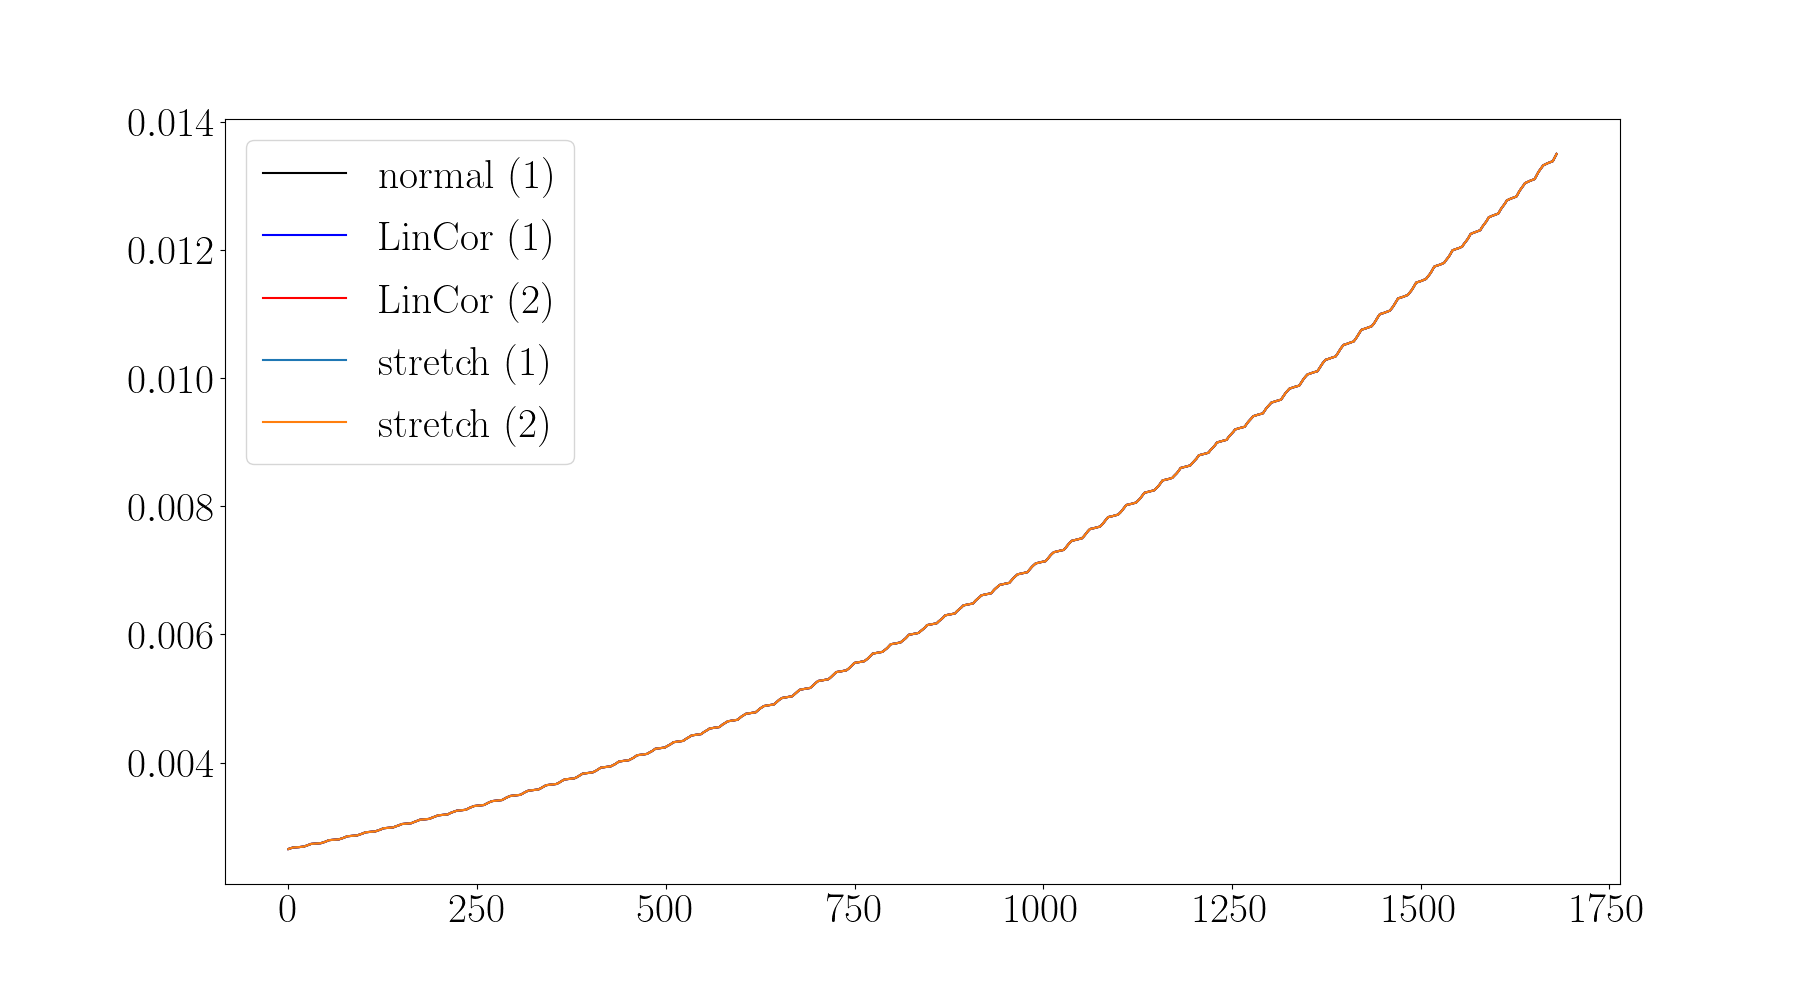 0.014
0.012
0.010
0.008
0.006
0.004
normal (1)
LinCor (1)
LinCor (2)
stretch (1)
stretch (2)
0 250 500 750 1000 1250 1500 1750